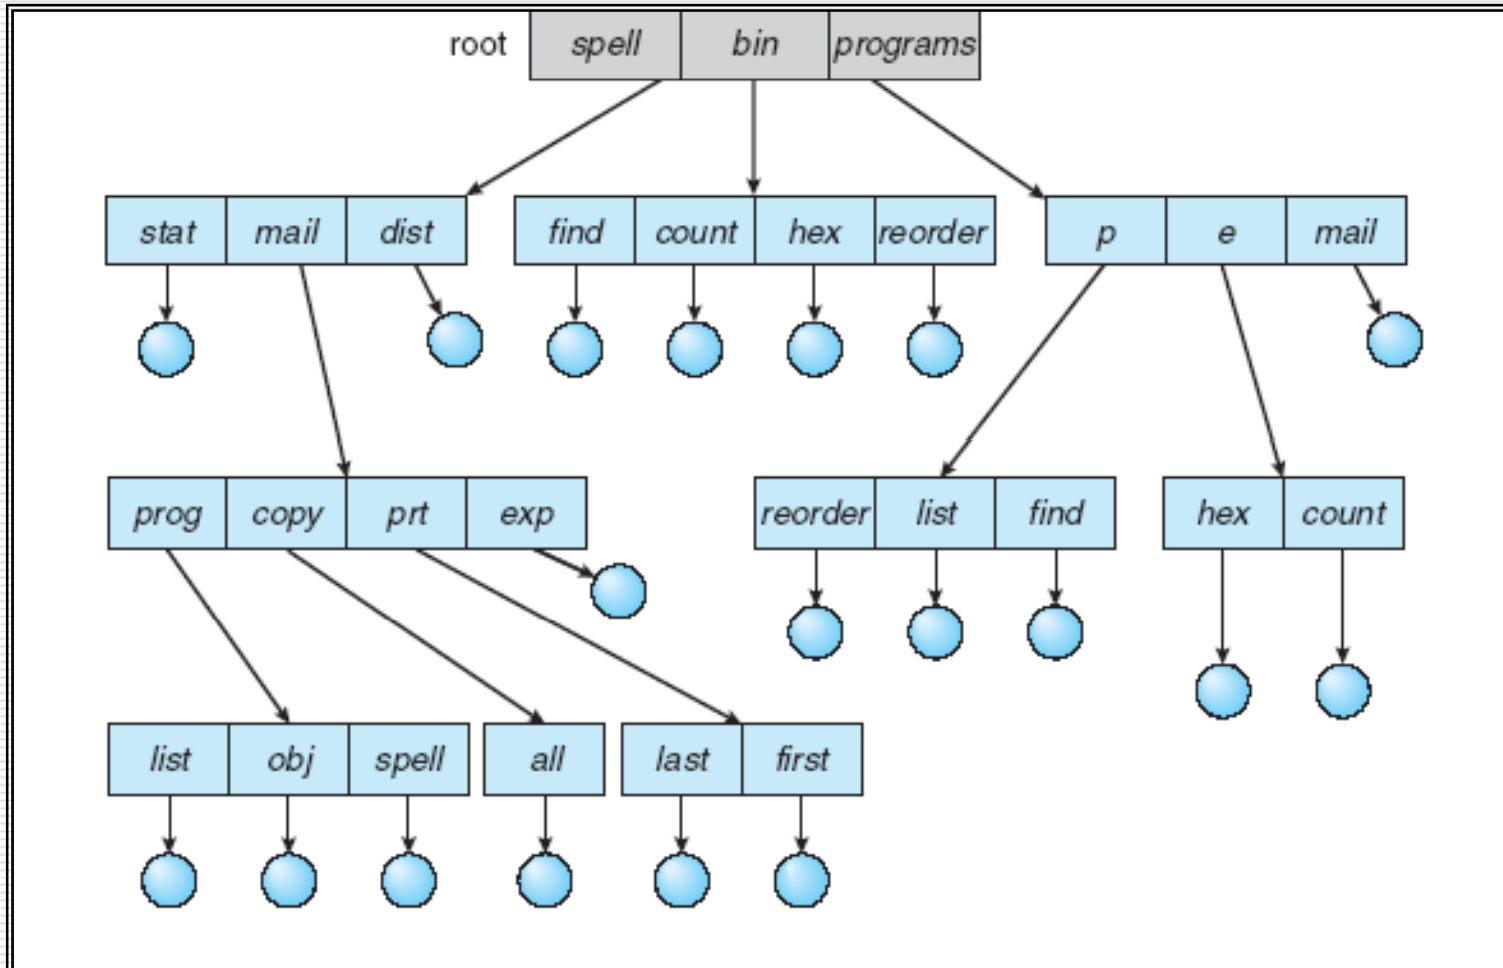 root spell bin programs
stat mail dist find count hex reorder p e mail
prog copy prt exp reorder list find hex count
list obj spell all last first